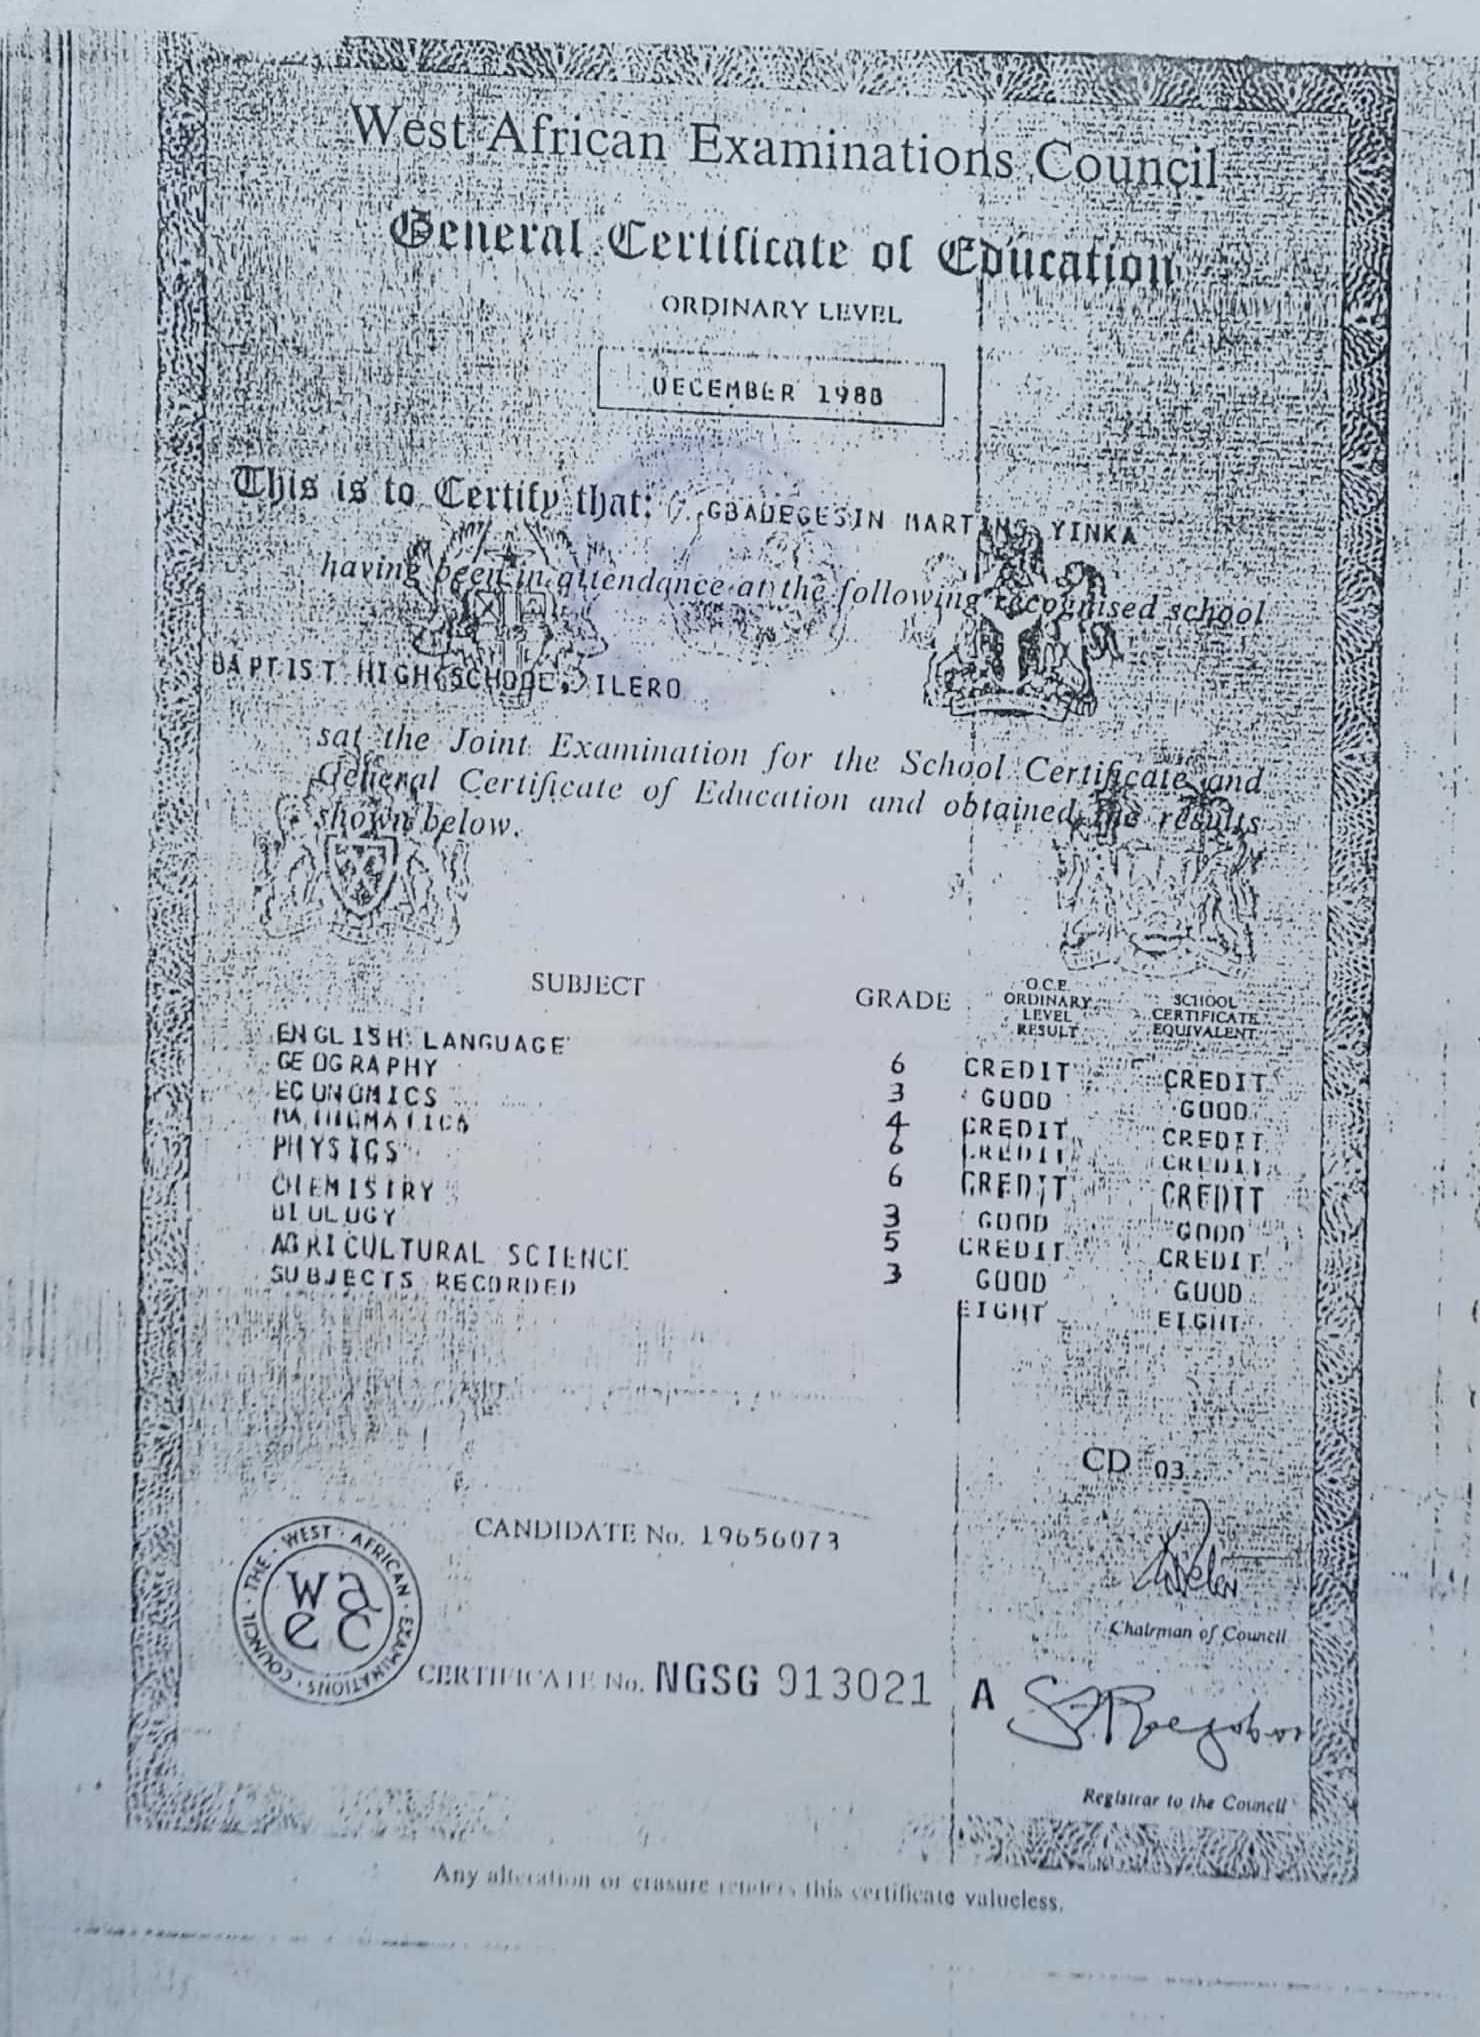 West African Examinations Council
General Certificate of Education
ORDINARY LEVEL
DECEMBER 1988
This is to Certify that: GBADEGESIN MARTINS YINKA
having been in attendance at the following recognised school
BAPTIST HIGH SCHOOL, ILERO
sat the Joint Examination for the School Certificate and
General Certificate of Education and obtained the results
shown below.
SUBJECT GRADE G.C.E. ORDINARY LEVEL RESULT SCHOOL CERTIFICATE EQUIVALENT
ENGLISH LANGUAGE 6 CREDIT CREDIT
GEOGRAPHY 3 GOOD GOOD
ECONOMICS 4 CREDIT CREDIT
MATHEMATICS 6 CREDIT CREDIT
PHYSICS 6 CREDIT CREDIT
CHEMISTRY 3 GOOD GOOD
BIOLOGY 5 CREDIT CREDIT
AGRICULTURAL SCIENCE 3 GOOD GOOD
SUBJECTS RECORDED EIGHT EIGHT
CD 03
CANDIDATE No. 19656073
THE · WEST · AFRICAN · EXAMINATIONS · COUNCIL
waec
Chairman of Council
CERTIFICATE No. NGSG 913021 A
Registrar to the Council
Any alteration or erasure renders this certificate valueless.